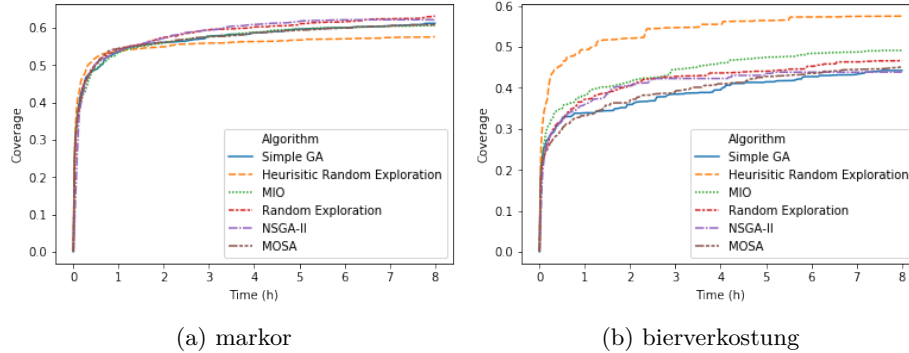 0.6
0.5
0.4
0.3
0.2
0.1
0.0
Coverage
Algorithm
Simple GA
Heurisitic Random Exploration
MIO
Random Exploration
NSGA-II
MOSA
0 1 2 3 4 5 6 7 8
Time (h)
(a) markor
0.6
0.5
0.4
0.3
0.2
0.1
0.0
Coverage
Algorithm
Simple GA
Heurisitic Random Exploration
MIO
Random Exploration
NSGA-II
MOSA
0 1 2 3 4 5 6 7 8
Time (h)
(b) bierverkostung